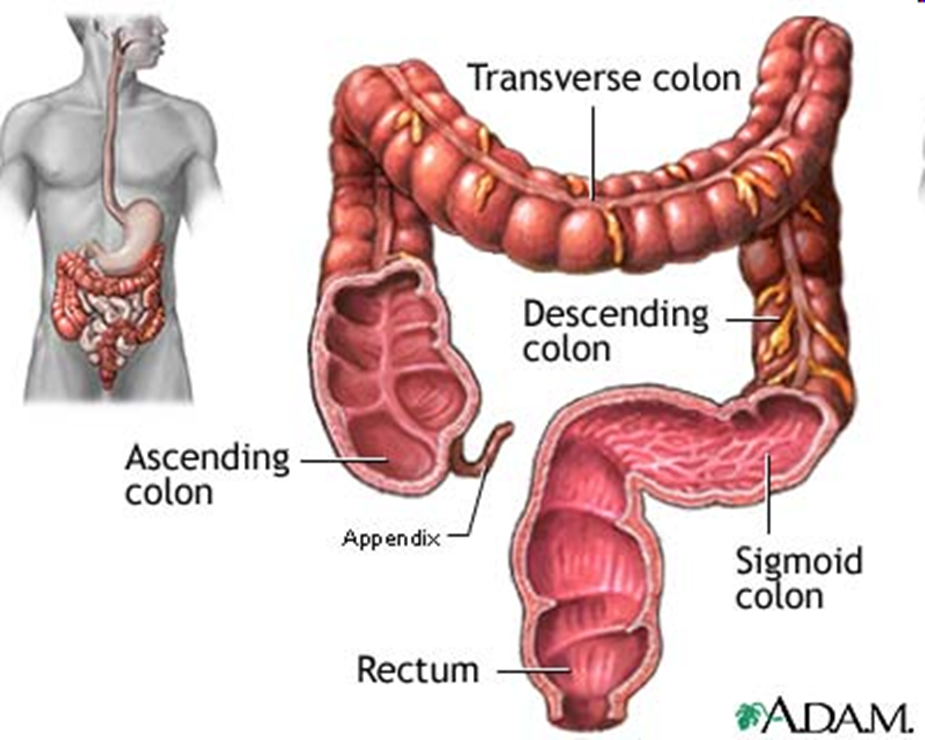 Transverse colon
Descending
colon
Ascending
colon
Appendix
Sigmoid
colon
Rectum
A.D.A.M.